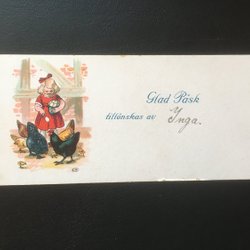 Glad Påsk
tillönskas av Inga.